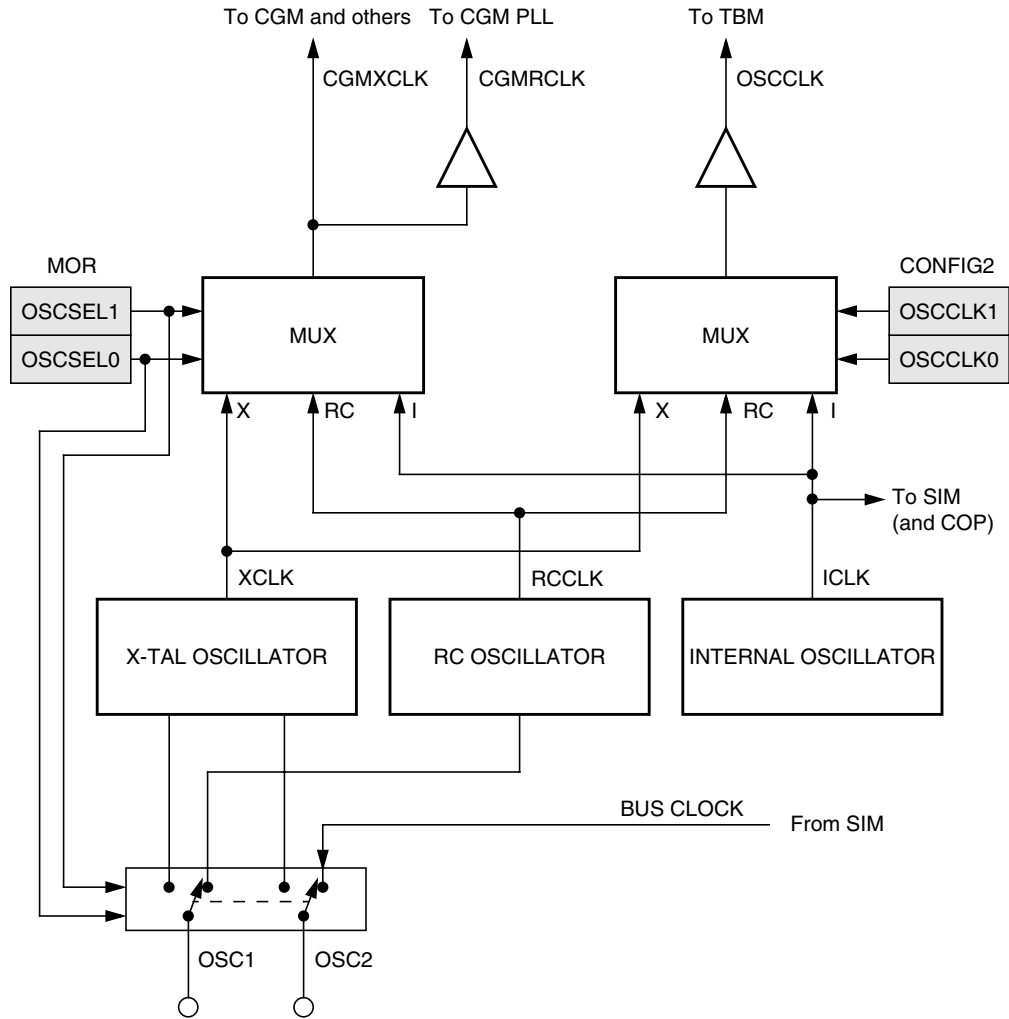 To CGM and others
To CGM PLL
To TBM
CGMXCLK
CGMRCLK
OSCCLK
MOR
CONFIG2
OSCSEL1
OSCSEL0
MUX
MUX
OSCCLK1
OSCCLK0
X
RC
I
X
RC
I
To SIM
(and COP)
XCLK
RCCLK
ICLK
X-TAL OSCILLATOR
RC OSCILLATOR
INTERNAL OSCILLATOR
BUS CLOCK
From SIM
OSC1
OSC2